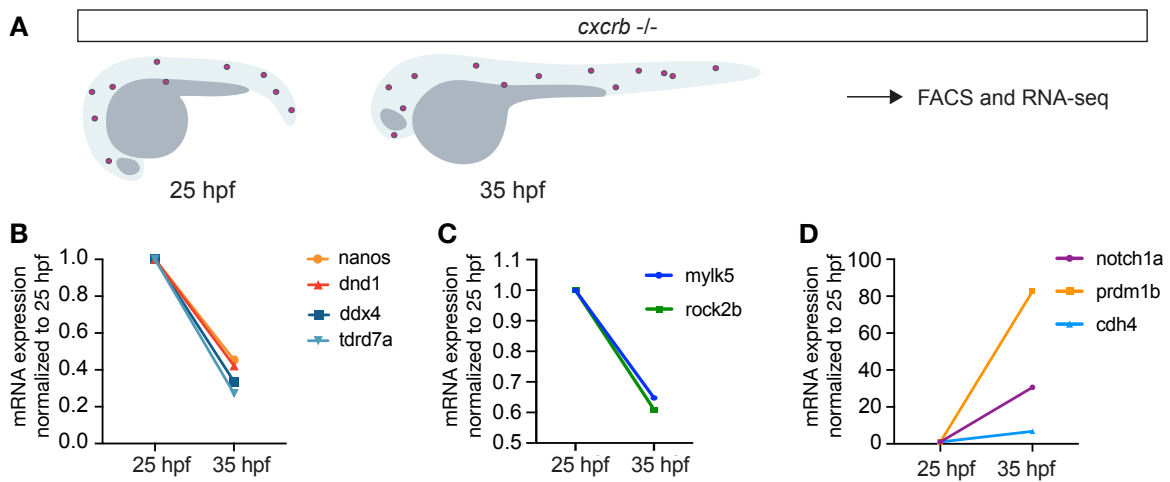 A
cxcrb -/-
25 hpf
35 hpf
FACS and RNA-seq
B
mRNA expression
normalized to 25 hpf
1.0
0.8
0.6
0.4
0.2
0.0
25 hpf
35 hpf
nanos
dnd1
ddx4
tdrd7a
C
mRNA expression
normalized to 25 hpf
1.1
1.0
0.9
0.8
0.7
0.6
0.5
25 hpf
35 hpf
mylk5
rock2b
D
mRNA expression
normalized to 25 hpf
100
80
60
40
20
0
25 hpf
35 hpf
notch1a
prdm1b
cdh4